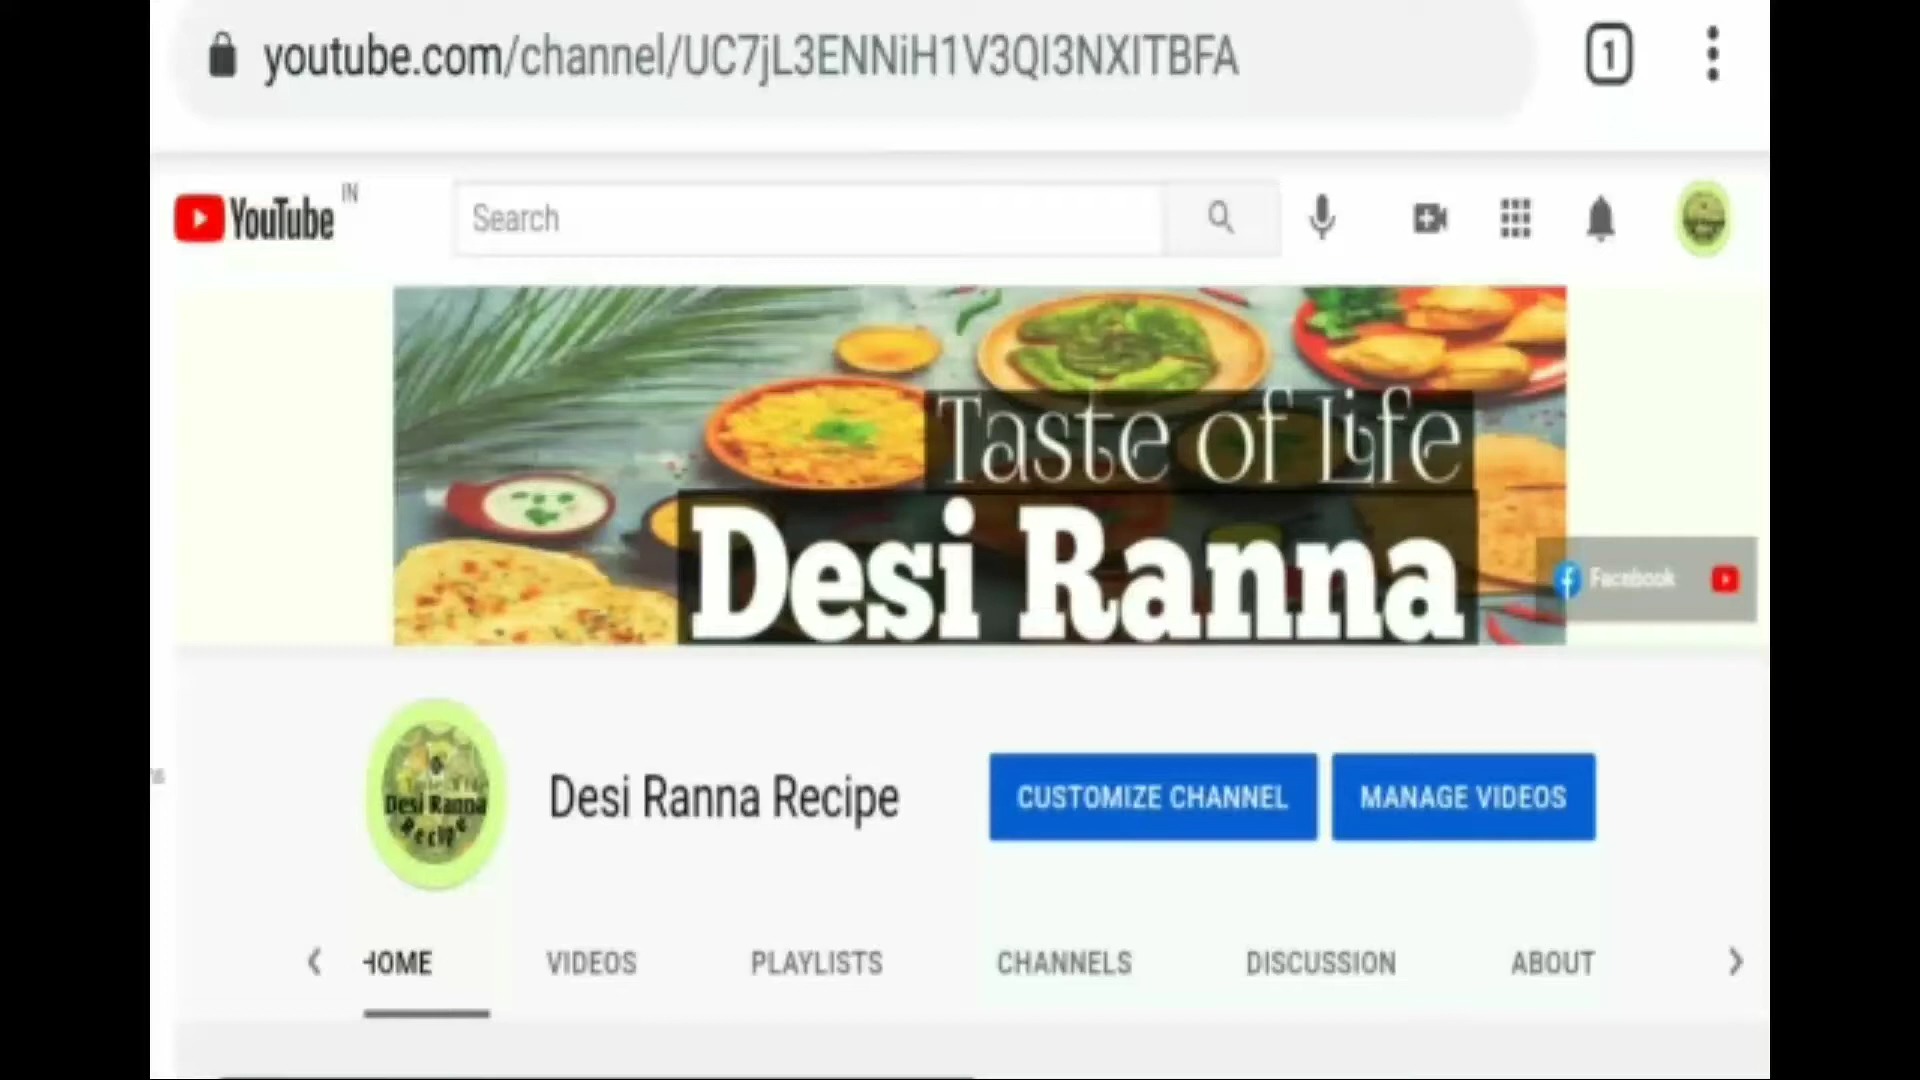 youtube.com/channel/UC7jL3ENNiH1V3QI3NXITBFA
1
YouTube IN
Search
Taste of life
Desi Ranna
Facebook
Desi Ranna
Recipe
Desi Ranna Recipe
CUSTOMIZE CHANNEL
MANAGE VIDEOS
HOME
VIDEOS
PLAYLISTS
CHANNELS
DISCUSSION
ABOUT